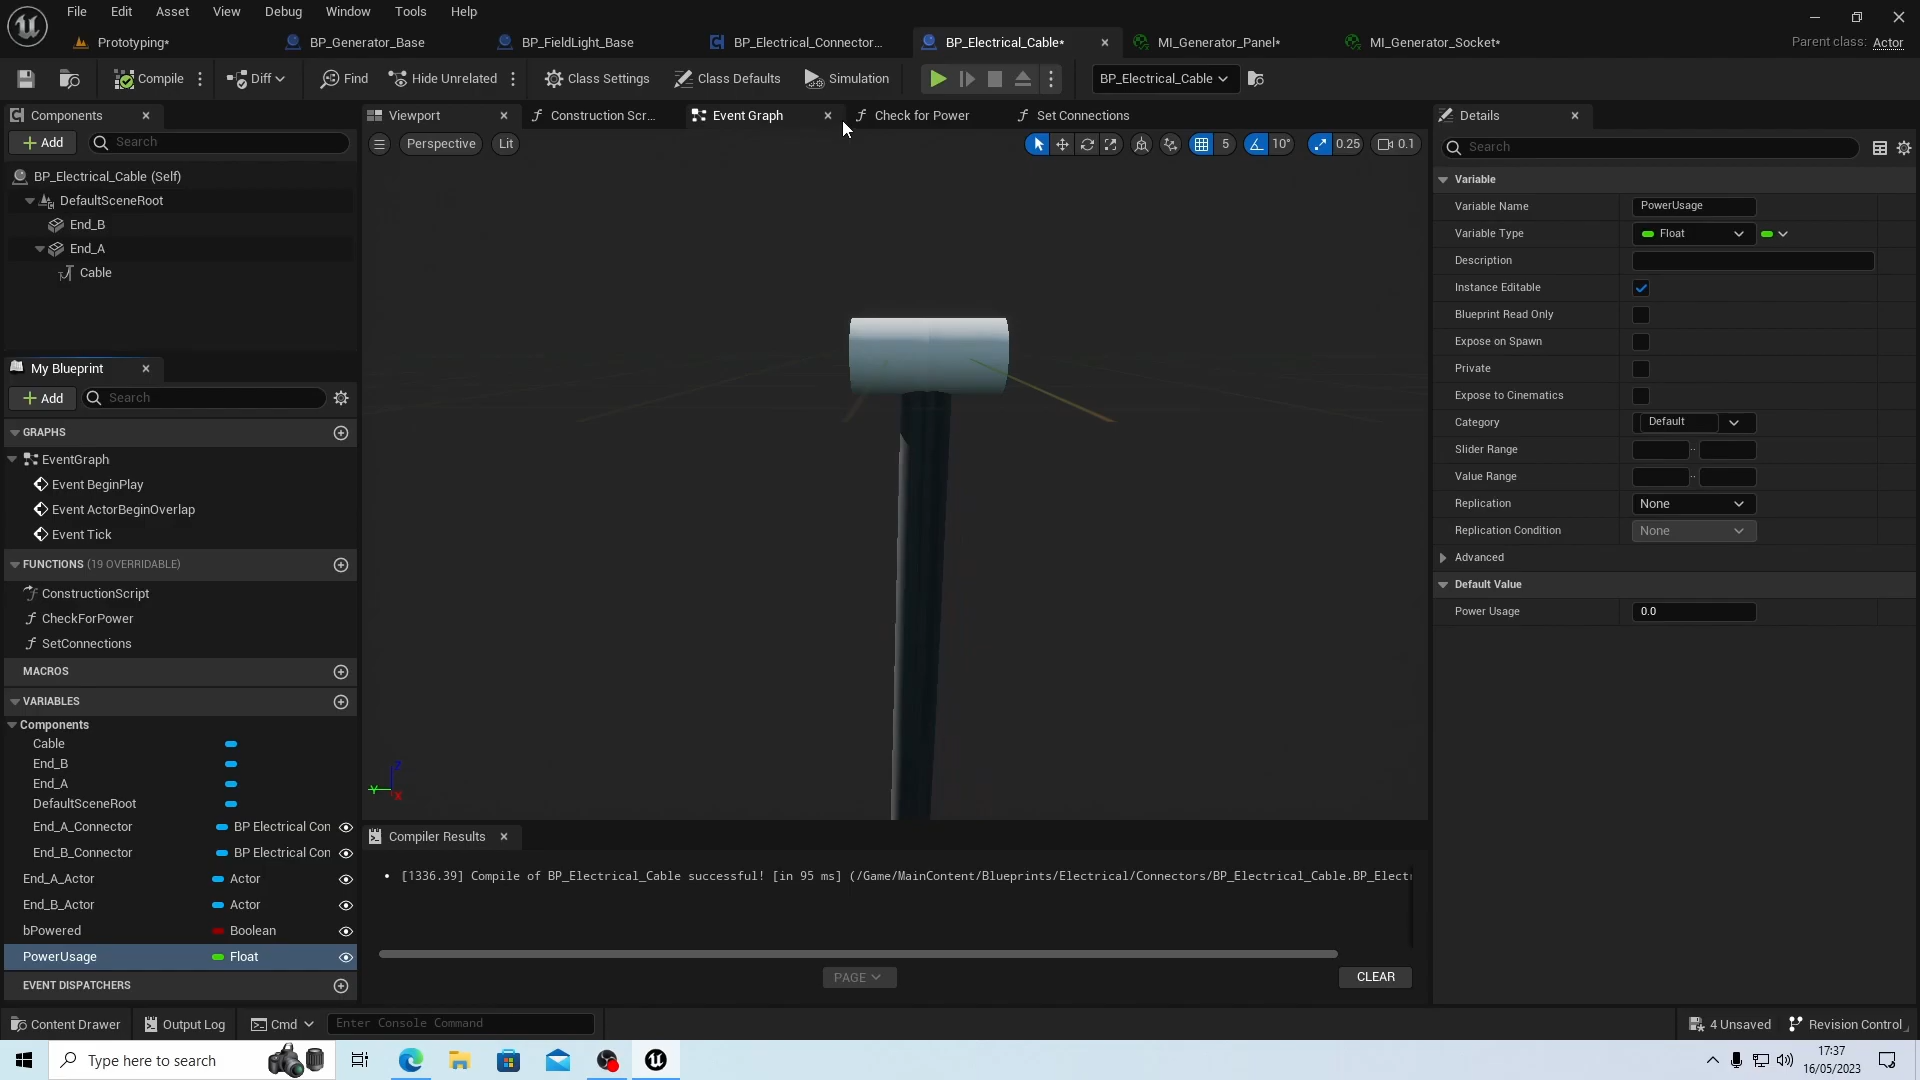 File Edit Asset View Debug Window Tools Help
Prototyping* BP_Generator_Base BP_FieldLight_Base BP_Electrical_Connector... BP_Electrical_Cable* MI_Generator_Panel* MI_Generator_Socket* Parent class: Actor
Compile Diff Find Hide Unrelated Class Settings Class Defaults Simulation BP_Electrical_Cable
Components Viewport Construction Scr... Event Graph Check for Power Set Connections Details
Add Search Perspective Lit 5 10° 0.25 0.1 Search
BP_Electrical_Cable (Self)
DefaultSceneRoot
End_B
End_A
Cable
My Blueprint
Add Search
GRAPHS
EventGraph
Event BeginPlay
Event ActorBeginOverlap
Event Tick
FUNCTIONS (19 OVERRIDABLE)
ConstructionScript
CheckForPower
SetConnections
MACROS
VARIABLES
Components
Cable
End_B
End_A
DefaultSceneRoot
End_A_Connector BP Electrical Con
End_B_Connector BP Electrical Con
End_A_Actor Actor
End_B_Actor Actor
bPowered Boolean
PowerUsage Float
EVENT DISPATCHERS
Z
Y
X
Compiler Results
[1336.39] Compile of BP_Electrical_Cable successful! [in 95 ms] (/Game/MainContent/Blueprints/Electrical/Connectors/BP_Electrical_Cable.BP_Electr
PAGE CLEAR
Variable
Variable Name PowerUsage
Variable Type Float
Description
Instance Editable
Blueprint Read Only
Expose on Spawn
Private
Expose to Cinematics
Category Default
Slider Range ..
Value Range ..
Replication None
Replication Condition None
Advanced
Default Value
Power Usage 0.0
Content Drawer Output Log Cmd Enter Console Command 4 Unsaved Revision Control
Type here to search
17:37
16/05/2023